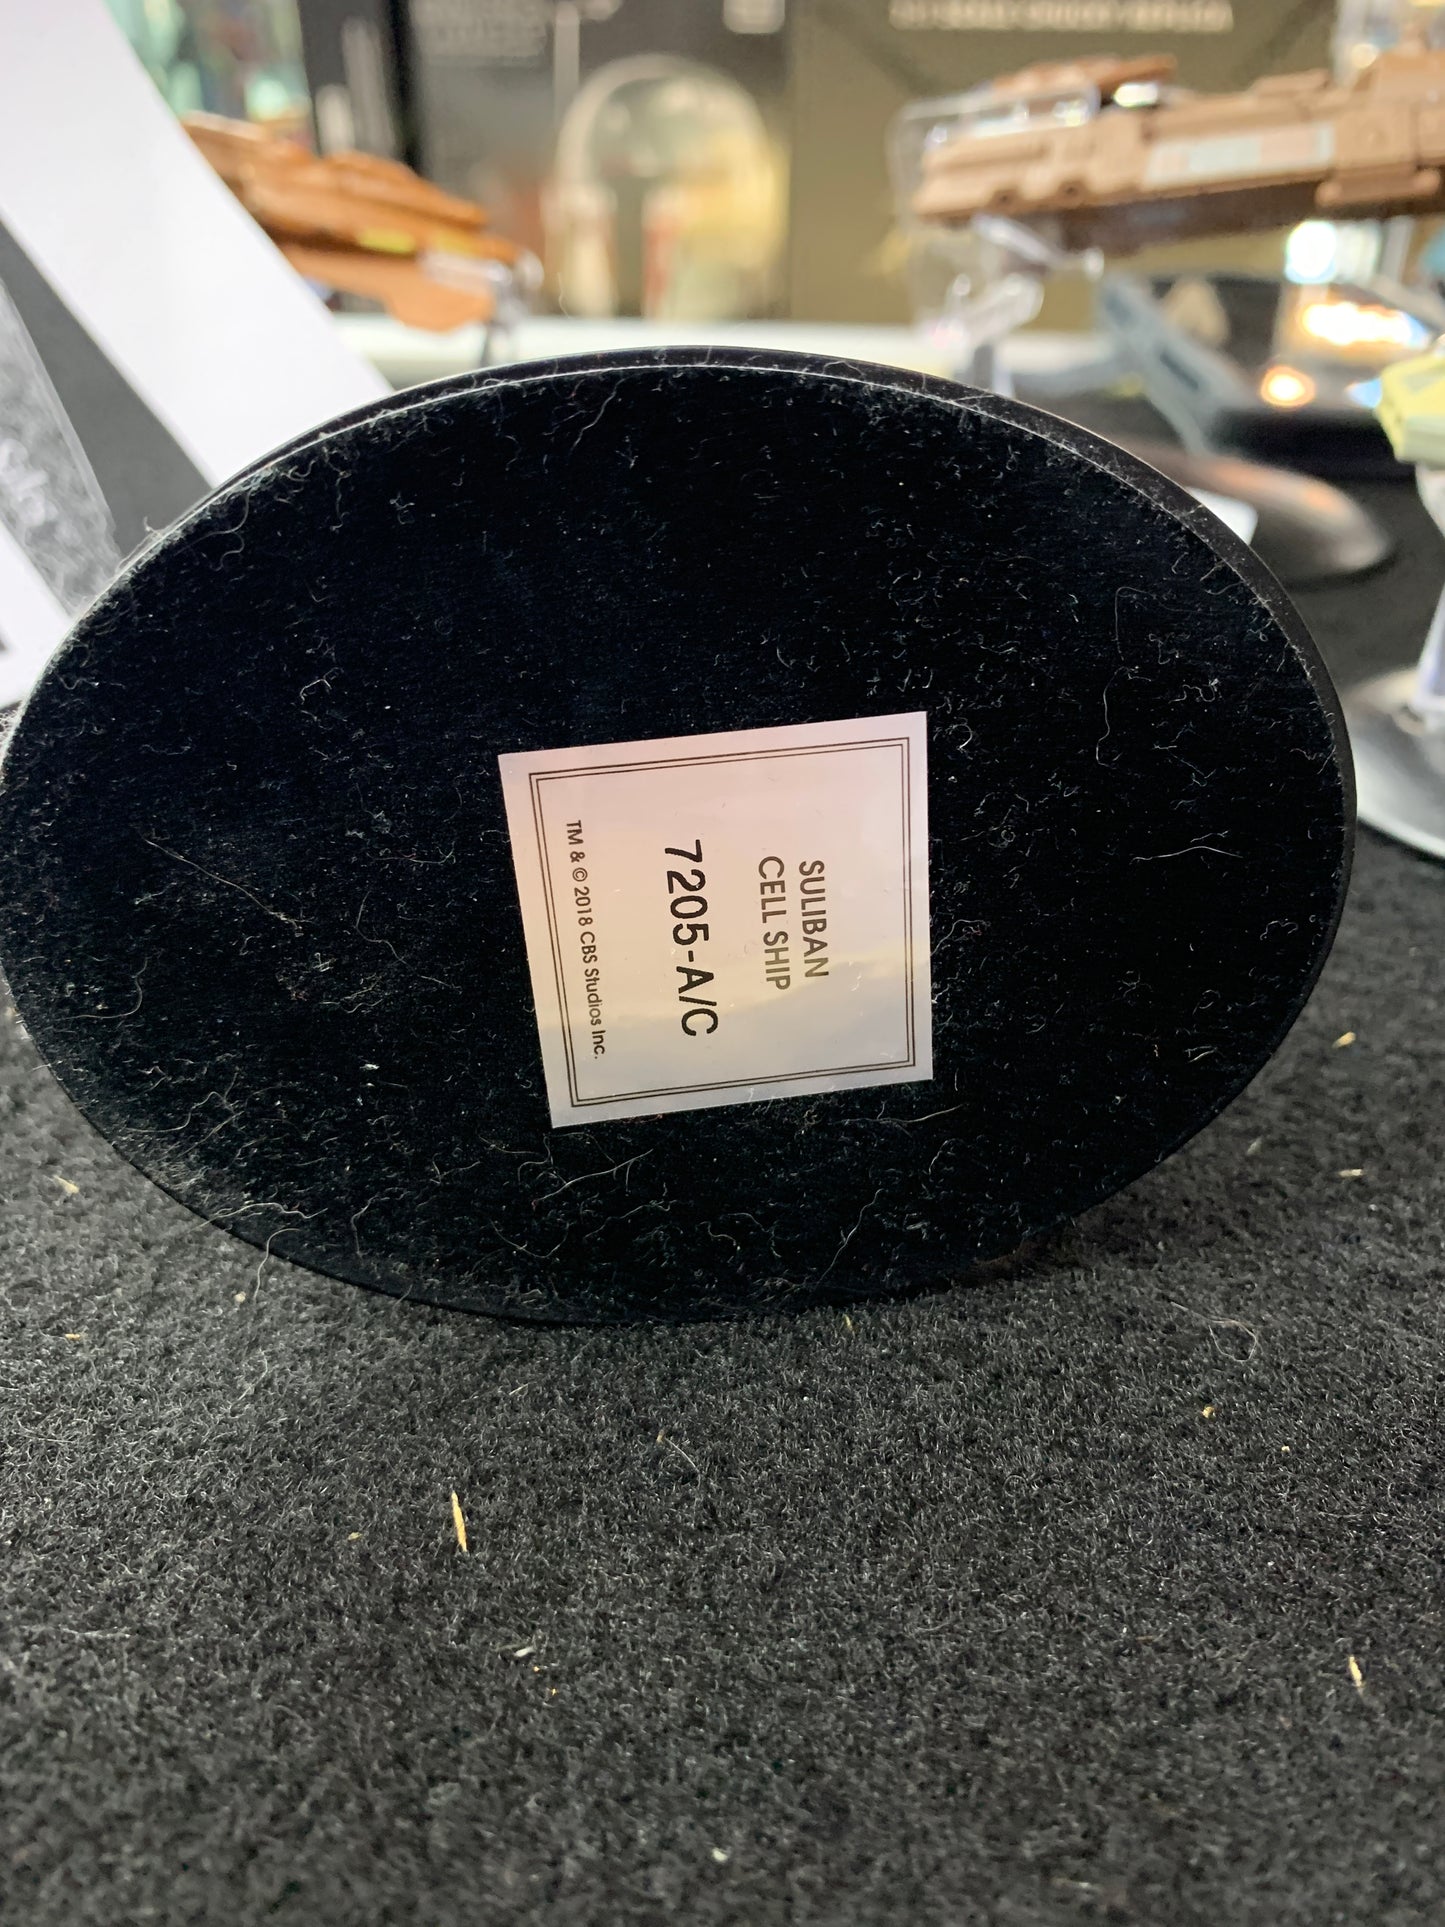 SULIBAN
CELL SHIP
7205-A/C
TM & © 2018 CBS Studios Inc.